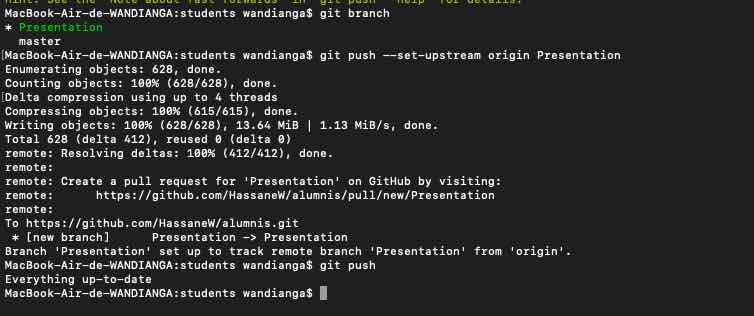 hint: See the 'Note about fast-forwards' in 'git push --help' for details.
MacBook-Air-de-WANDIANGA:students wandianga$ git branch
* Presentation
  master
[MacBook-Air-de-WANDIANGA:students wandianga$ git push --set-upstream origin Presentation
Enumerating objects: 628, done.
Counting objects: 100% (628/628), done.
[Delta compression using up to 4 threads
Compressing objects: 100% (615/615), done.
Writing objects: 100% (628/628), 13.64 MiB | 1.13 MiB/s, done.
Total 628 (delta 412), reused 0 (delta 0)
remote: Resolving deltas: 100% (412/412), done.
remote:
remote: Create a pull request for 'Presentation' on GitHub by visiting:
remote:      https://github.com/HassaneW/alumnis/pull/new/Presentation
remote:
To https://github.com/HassaneW/alumnis.git
 * [new branch]      Presentation -> Presentation
Branch 'Presentation' set up to track remote branch 'Presentation' from 'origin'.
MacBook-Air-de-WANDIANGA:students wandianga$ git push
Everything up-to-date
MacBook-Air-de-WANDIANGA:students wandianga$